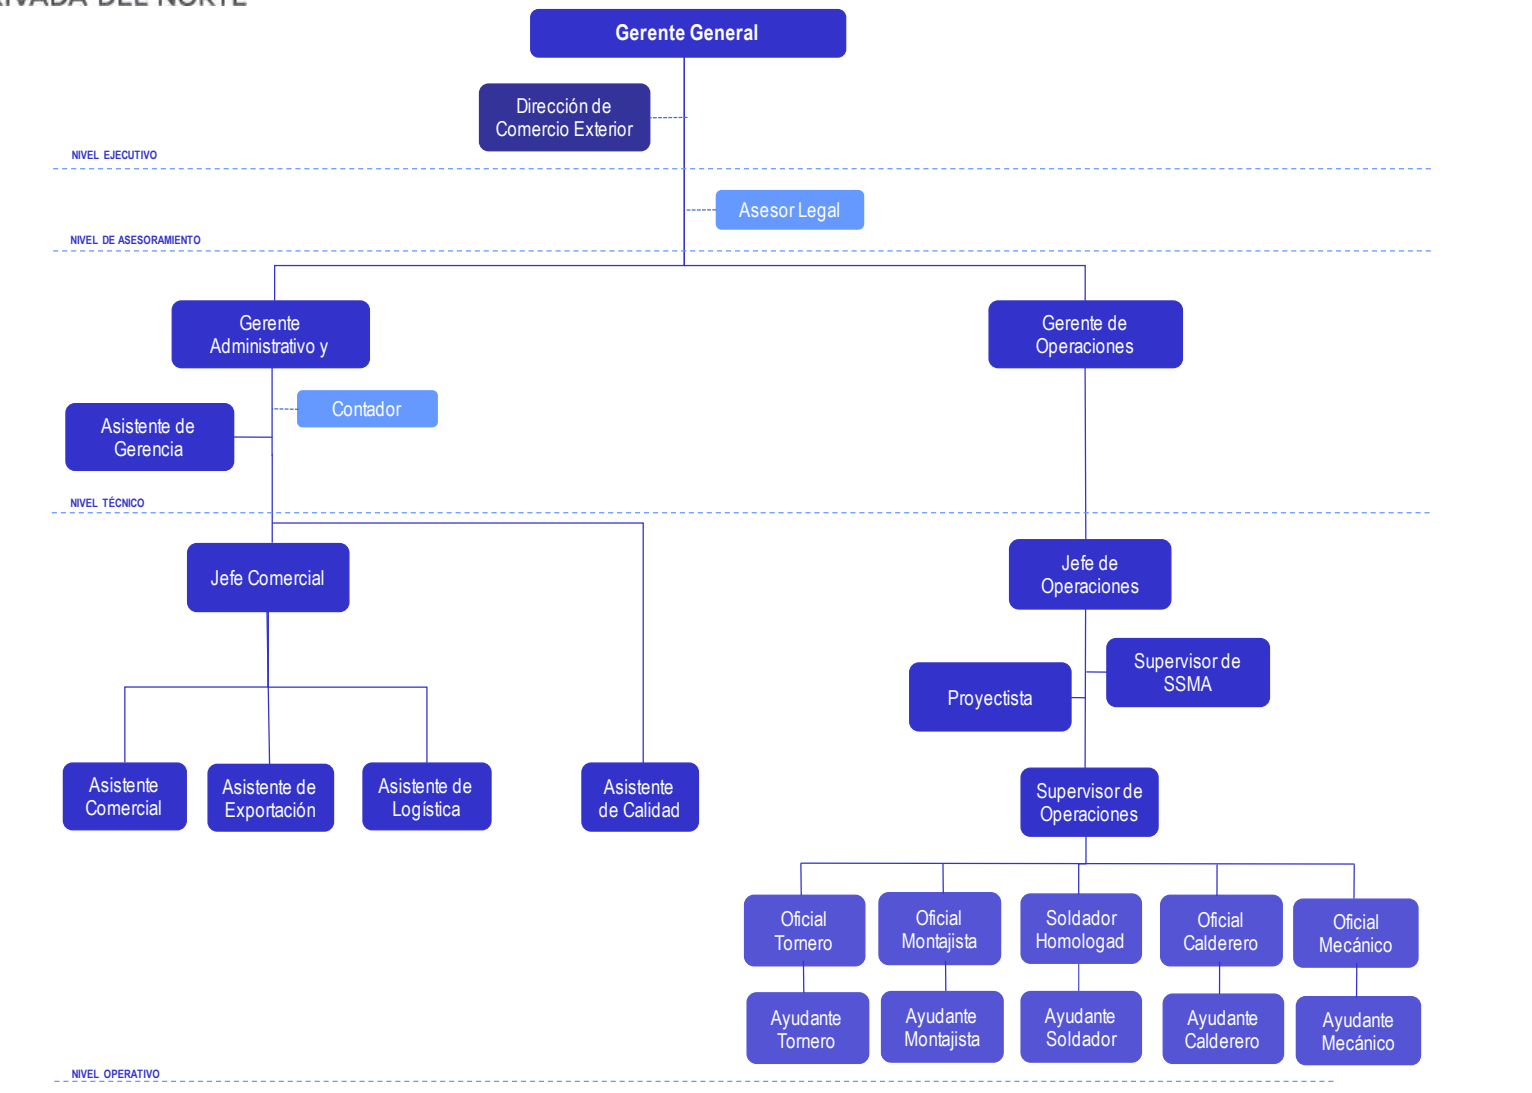 DEL NORTE
Gerente General
Dirección de
Comercio Exterior
NIVEL EJECUTIVO
Asesor Legal
NIVEL DE ASESORAMIENTO
Gerente
Administrativo y
Gerente de
Operaciones
Contador
Asistente de
Gerencia
NIVEL TÉCNICO
Jefe Comercial
Jefe de
Operaciones
Supervisor de
SSMA
Proyectista
Asistente
Comercial
Asistente de
Exportación
Asistente de
Logística
Asistente
de Calidad
Supervisor de
Operaciones
Oficial
Tornero
Oficial
Montajista
Soldador
Homologad
Oficial
Calderero
Oficial
Mecánico
Ayudante
Tornero
Ayudante
Montajista
Ayudante
Soldador
Ayudante
Calderero
Ayudante
Mecánico
NIVEL OPERATIVO